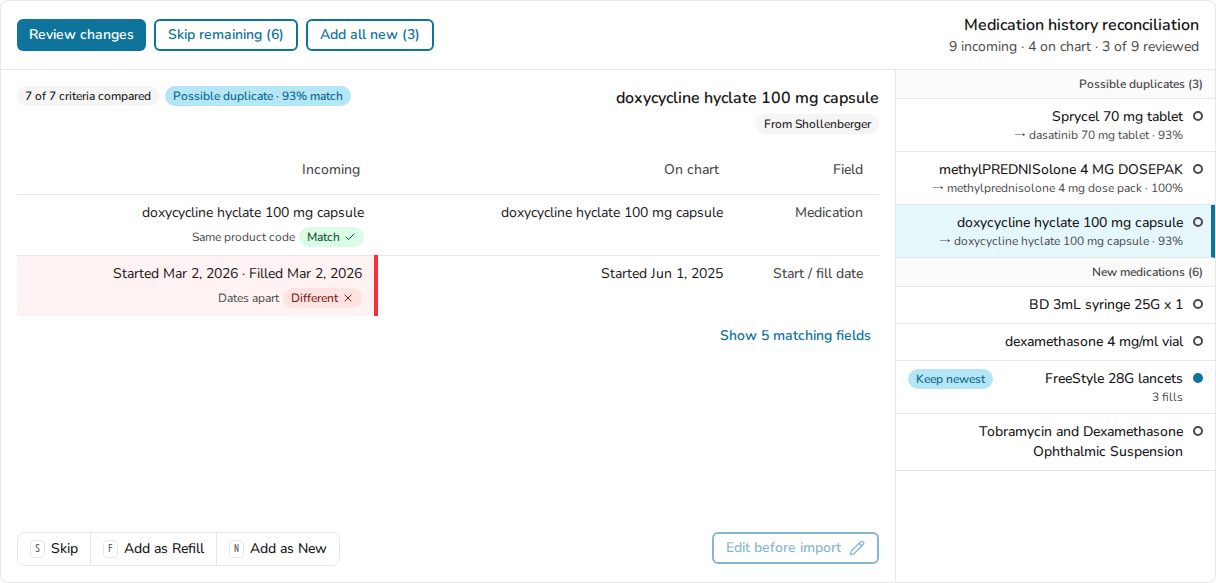 Review changes
Skip remaining (6)
Add all new (3)
Medication history reconciliation
9 incoming · 4 on chart · 3 of 9 reviewed
7 of 7 criteria compared
Possible duplicate · 93% match
doxycycline hyclate 100 mg capsule
From Shollenberger
Incoming
On chart
Field
doxycycline hyclate 100 mg capsule
Same product code Match ✓
doxycycline hyclate 100 mg capsule
Medication
Started Mar 2, 2026 · Filled Mar 2, 2026
Dates apart Different ×
Started Jun 1, 2025
Start / fill date
Show 5 matching fields
S Skip
F Add as Refill
N Add as New
Edit before import
Possible duplicates (3)
Sprycel 70 mg tablet
→ dasatinib 70 mg tablet · 93%
methylPREDNISolone 4 MG DOSEPAK
→ methylprednisolone 4 mg dose pack · 100%
doxycycline hyclate 100 mg capsule
→ doxycycline hyclate 100 mg capsule · 93%
New medications (6)
BD 3mL syringe 25G x 1
dexamethasone 4 mg/ml vial
Keep newest
FreeStyle 28G lancets
3 fills
Tobramycin and Dexamethasone
Ophthalmic Suspension